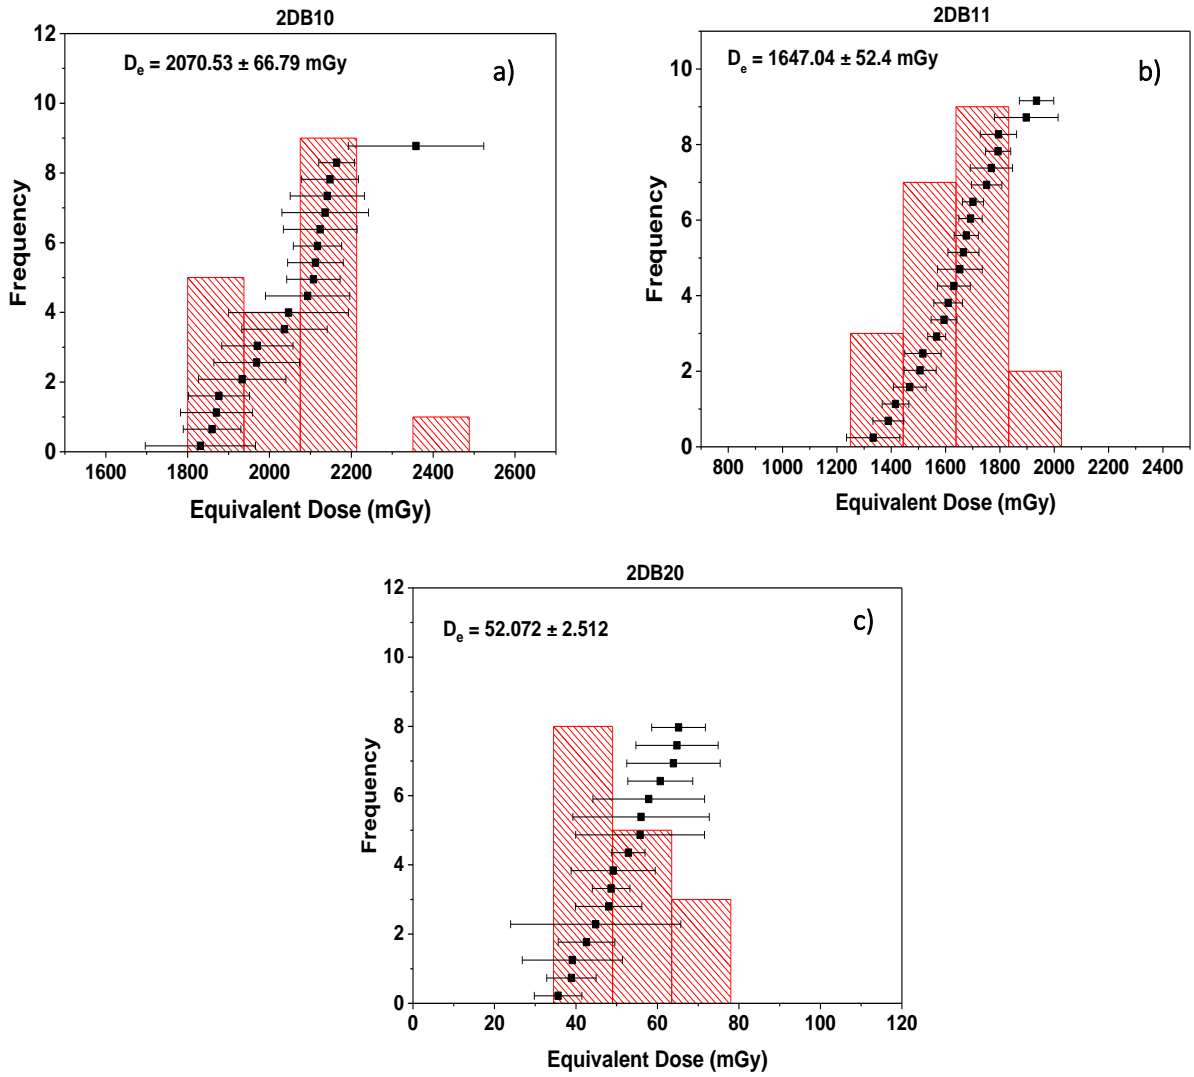 2DB10
D_e = 2070.53 ± 66.79 mGy
a)
12
10
8
6
4
2
0
Frequency
1600 1800 2000 2200 2400 2600
Equivalent Dose (mGy)
2DB11
D_e = 1647.04 ± 52.4 mGy
b)
10
8
6
4
2
0
Frequency
800 1000 1200 1400 1600 1800 2000 2200 2400
Equivalent Dose (mGy)
2DB20
D_e = 52.072 ± 2.512
c)
12
10
8
6
4
2
0
Frequency
0 20 40 60 80 100 120
Equivalent Dose (mGy)